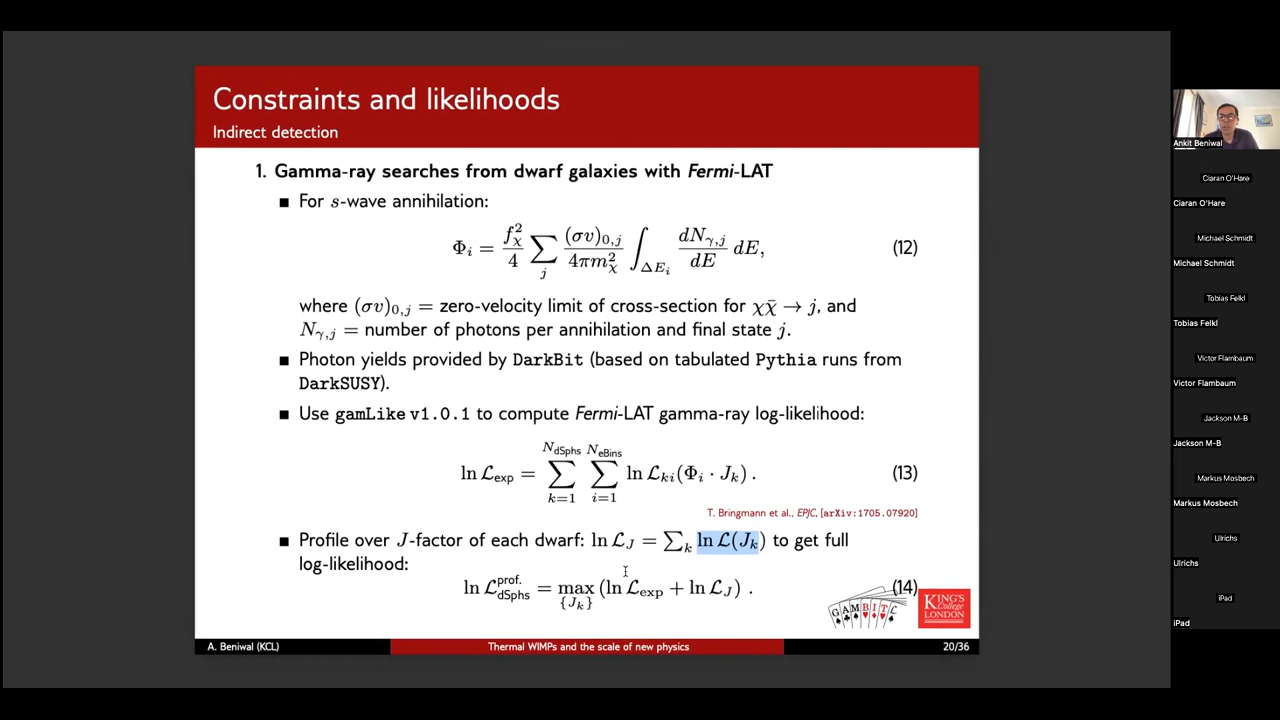 Constraints and likelihoods
Indirect detection
1. Gamma-ray searches from dwarf galaxies with Fermi-LAT
■ For s-wave annihilation:
Φ_i = f_χ^2/4 ∑_j (σv)_{0,j}/4πm_χ^2 ∫_{ΔE_i} dN_{γ,j}/dE dE, (12)
where (σv)_{0,j} = zero-velocity limit of cross-section for χχ̄ → j, and
N_{γ,j} = number of photons per annihilation and final state j.
■ Photon yields provided by DarkBit (based on tabulated Pythia runs from
DarkSUSY).
■ Use gamLike v1.0.1 to compute Fermi-LAT gamma-ray log-likelihood:
ln ℒ_exp = ∑_{k=1}^{N_dSphs} ∑_{i=1}^{N_eBins} ln ℒ_{ki}(Φ_i · J_k) . (13)
T. Bringmann et al., EPJC, [arXiv:1705.07920]
■ Profile over J-factor of each dwarf: ln ℒ_J = ∑_k ln ℒ(J_k) to get full
log-likelihood:
ln ℒ_dSphs^prof. = max_{J_k} (ln ℒ_exp + ln ℒ_J) . (14)
GAMBIT
KING'S
College
LONDON
A. Beniwal (KCL) Thermal WIMPs and the scale of new physics 20/36
Ankit Beniwal
Ciaran O'Hare
Ciaran O'Hare
Michael Schmidt
Michael Schmidt
Tobias Felkl
Tobias Felkl
Victor Flambaum
Victor Flambaum
Jackson M-B
Jackson M-B
Markus Mosbech
Markus Mosbech
Ulrichs
Ulrichs
iPad
iPad